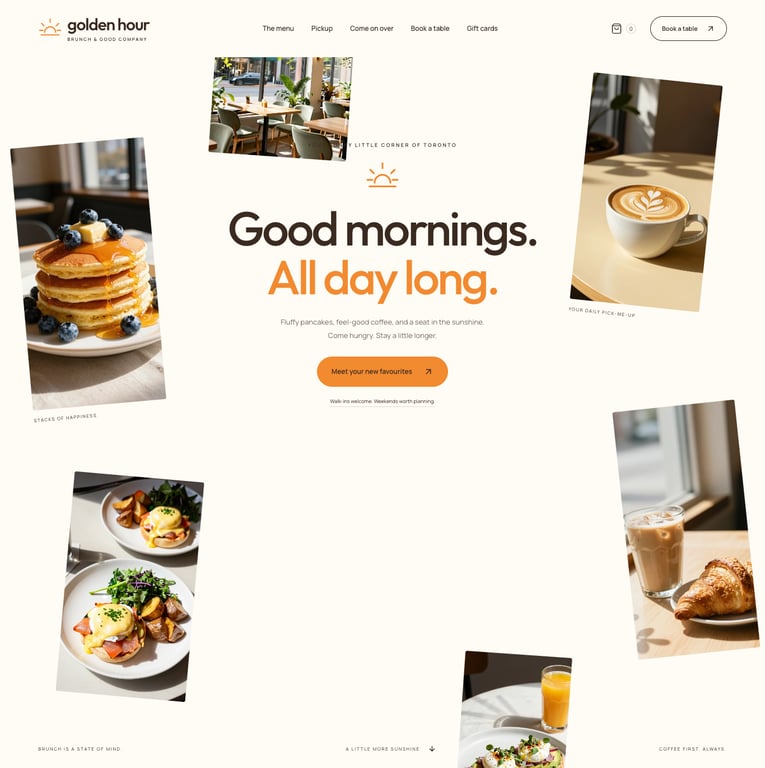 golden hour
BRUNCH & GOOD COMPANY
The menu
Pickup
Come on over
Book a table
Gift cards
0
Book a table
LITTLE CORNER OF TORONTO
Good mornings.
All day long.
Fluffy pancakes, feel-good coffee, and a seat in the sunshine.
Come hungry. Stay a little longer.
Meet your new favourites
Walk-ins welcome. Weekends worth planning.
YOUR DAILY PICK-ME-UP
STACKS OF HAPPINESS
BRUNCH IS A STATE OF MIND.
A LITTLE MORE SUNSHINE
COFFEE FIRST. ALWAYS.